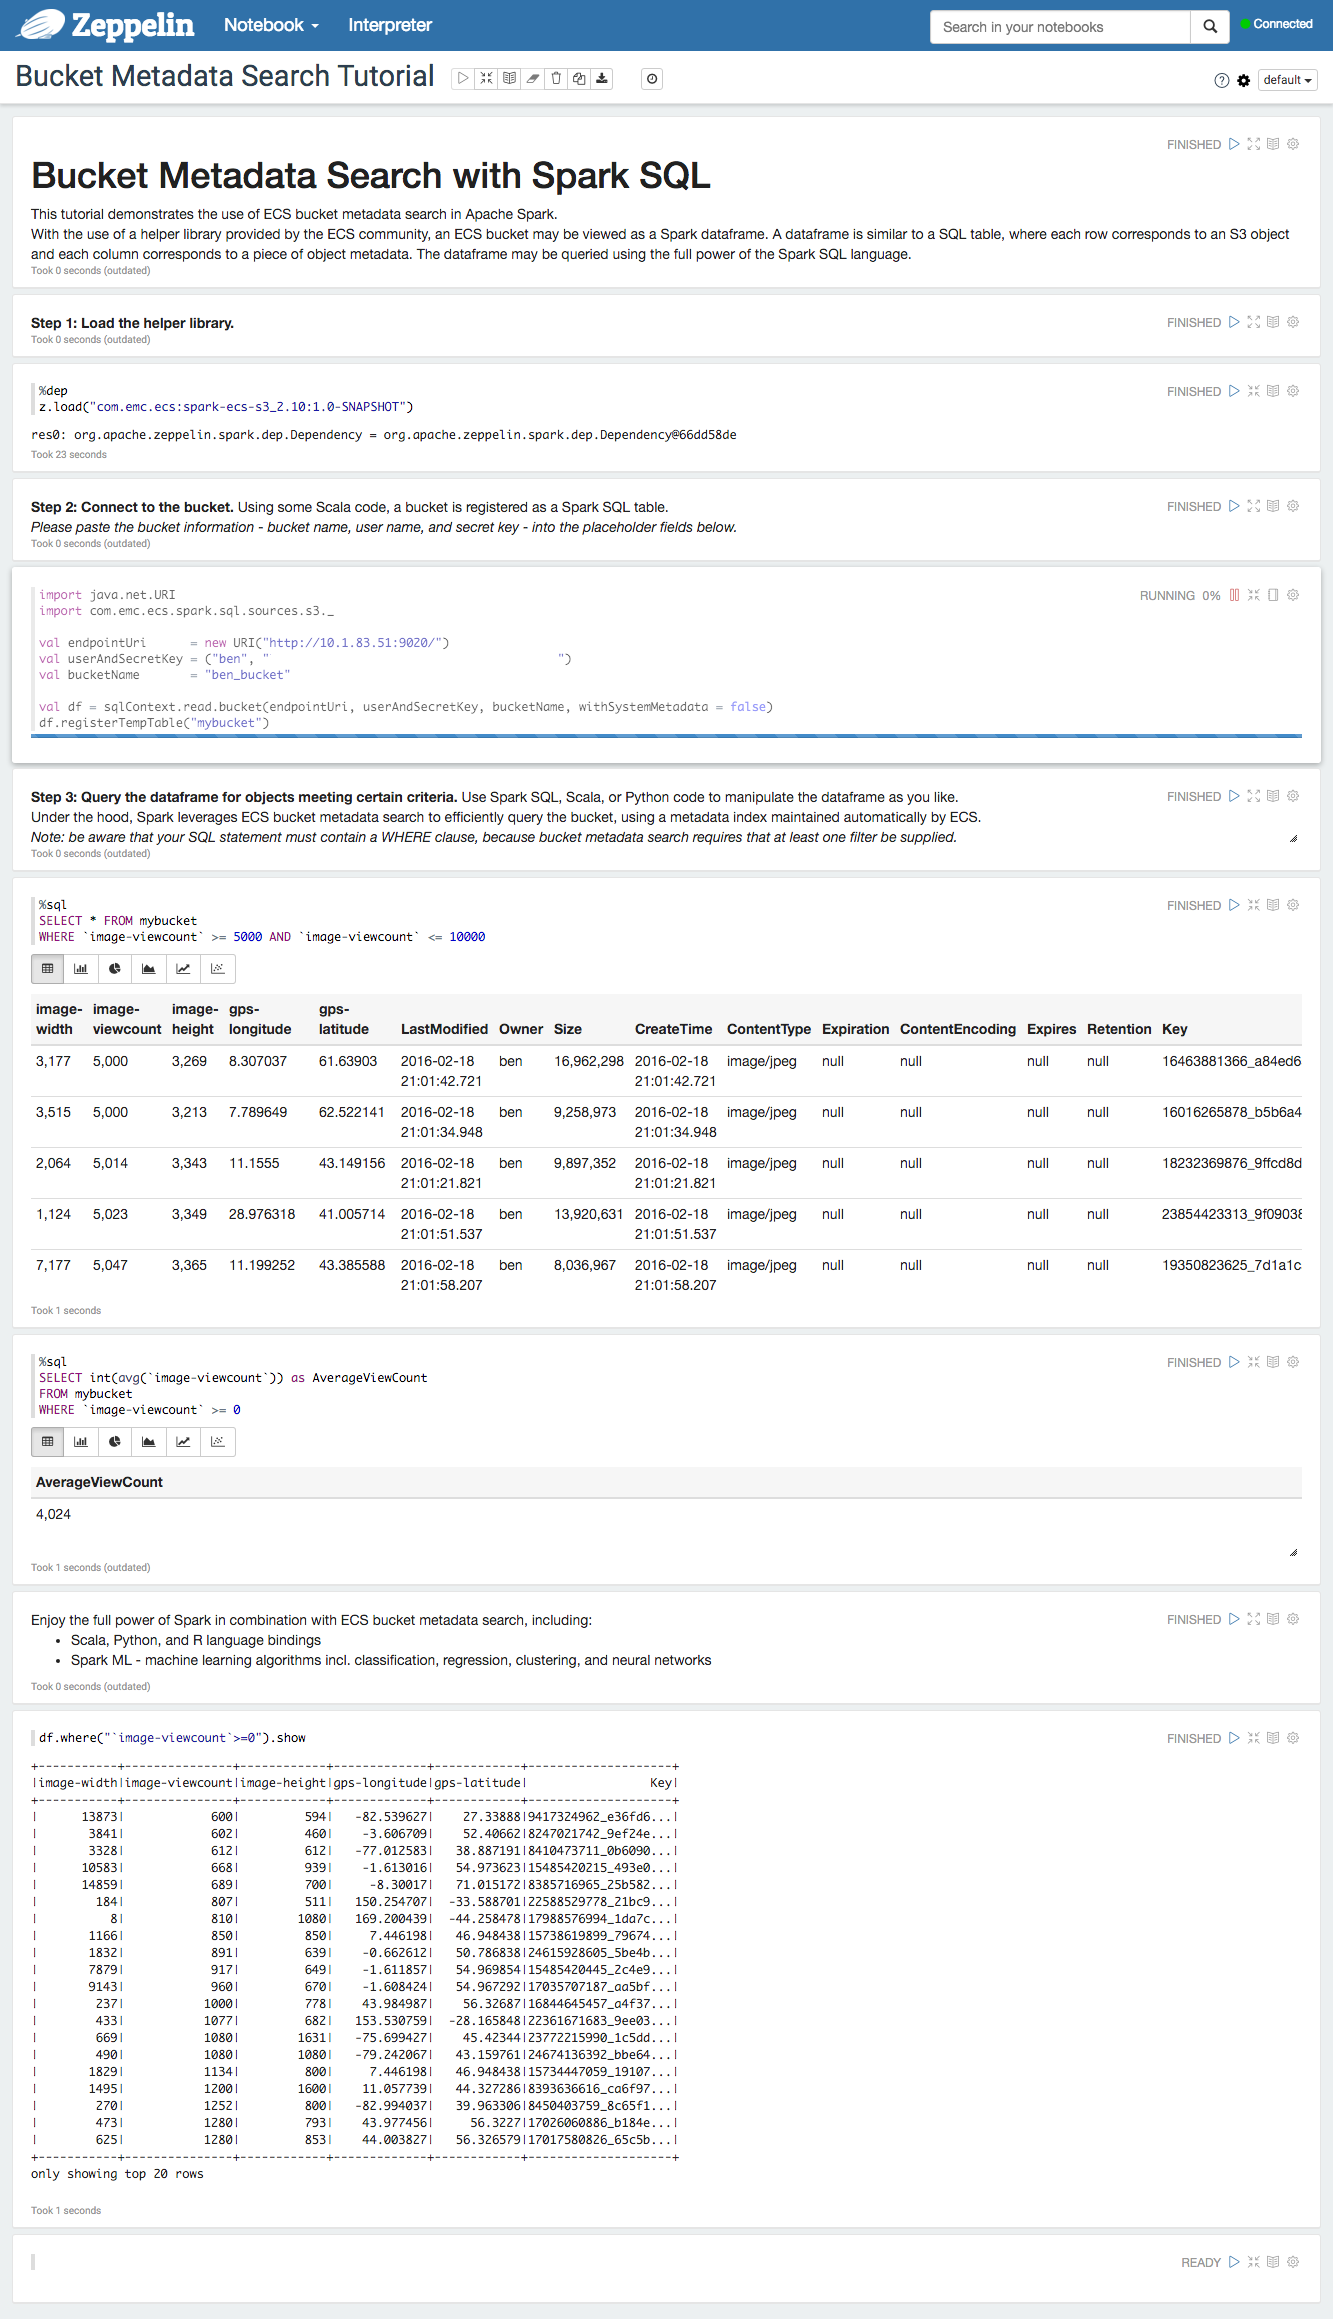 Zeppelin Notebook Interpreter Search in your notebooks Connected
Bucket Metadata Search Tutorial default
FINISHED
Bucket Metadata Search with Spark SQL
This tutorial demonstrates the use of ECS bucket metadata search in Apache Spark.
With the use of a helper library provided by the ECS community, an ECS bucket may be viewed as a Spark dataframe. A dataframe is similar to a SQL table, where each row corresponds to an S3 object
and each column corresponds to a piece of object metadata. The dataframe may be queried using the full power of the Spark SQL language.
Took 0 seconds (outdated)
Step 1: Load the helper library. FINISHED
Took 0 seconds (outdated)
%dep FINISHED
z.load("com.emc.ecs:spark-ecs-s3_2.10:1.0-SNAPSHOT")
res0: org.apache.zeppelin.spark.dep.Dependency = org.apache.zeppelin.spark.dep.Dependency@66dd58de
Took 23 seconds
Step 2: Connect to the bucket. Using some Scala code, a bucket is registered as a Spark SQL table. FINISHED
Please paste the bucket information - bucket name, user name, and secret key - into the placeholder fields below.
Took 0 seconds (outdated)
import java.net.URI RUNNING 0%
import com.emc.ecs.spark.sql.sources.s3._
val endpointUri = new URI("http://10.1.83.51:9020/")
val userAndSecretKey = ("ben", " ")
val bucketName = "ben_bucket"
val df = sqlContext.read.bucket(endpointUri, userAndSecretKey, bucketName, withSystemMetadata = false)
df.registerTempTable("mybucket")
Step 3: Query the dataframe for objects meeting certain criteria. Use Spark SQL, Scala, or Python code to manipulate the dataframe as you like. FINISHED
Under the hood, Spark leverages ECS bucket metadata search to efficiently query the bucket, using a metadata index maintained automatically by ECS.
Note: be aware that your SQL statement must contain a WHERE clause, because bucket metadata search requires that at least one filter be supplied.
Took 0 seconds (outdated)
%sql FINISHED
SELECT * FROM mybucket
WHERE `image-viewcount` >= 5000 AND `image-viewcount` <= 10000
image-width image-viewcount image-height gps-longitude gps-latitude LastModified Owner Size CreateTime ContentType Expiration ContentEncoding Expires Retention Key
3,177 5,000 3,269 8.307037 61.63903 2016-02-18 21:01:42.721 ben 16,962,298 2016-02-18 21:01:42.721 image/jpeg null null null null 16463881366_a84ed6
3,515 5,000 3,213 7.789649 62.522141 2016-02-18 21:01:34.948 ben 9,258,973 2016-02-18 21:01:34.948 image/jpeg null null null null 16016265878_b5b6a4
2,064 5,014 3,343 11.1555 43.149156 2016-02-18 21:01:21.821 ben 9,897,352 2016-02-18 21:01:21.821 image/jpeg null null null null 18232369876_9ffcd8d
1,124 5,023 3,349 28.976318 41.005714 2016-02-18 21:01:51.537 ben 13,920,631 2016-02-18 21:01:51.537 image/jpeg null null null null 23854423313_9f0903
7,177 5,047 3,365 11.199252 43.385588 2016-02-18 21:01:58.207 ben 8,036,967 2016-02-18 21:01:58.207 image/jpeg null null null null 19350823625_7d1a1c
Took 1 seconds
%sql FINISHED
SELECT int(avg(`image-viewcount`)) as AverageViewCount
FROM mybucket
WHERE `image-viewcount` >= 0
AverageViewCount
4,024
Took 1 seconds (outdated)
Enjoy the full power of Spark in combination with ECS bucket metadata search, including: FINISHED
• Scala, Python, and R language bindings
• Spark ML - machine learning algorithms incl. classification, regression, clustering, and neural networks
Took 0 seconds (outdated)
df.where("`image-viewcount`>=0").show FINISHED
+-----------+---------------+------------+-------------+------------+--------------------+
|image-width|image-viewcount|image-height|gps-longitude|gps-latitude|                 Key|
+-----------+---------------+------------+-------------+------------+--------------------+
| 13873| 600| 594| -82.539627| 27.33888|9417324962_e36fd6...|
| 3841| 602| 460| -3.606709| 52.40662|8247021742_9ef24e...|
| 3328| 612| 612| -77.012583| 38.887191|8410473711_0b6090...|
| 10583| 668| 939| -1.613016| 54.973623|15485420215_493e0...|
| 14859| 689| 700| -8.30017| 71.015172|8385716965_25b582...|
| 184| 807| 511| 150.254707| -33.588701|22588529778_21bc9...|
| 8| 810| 1080| 169.200439| -44.258478|17988576994_1da7c...|
| 1166| 850| 850| 7.446198| 46.948438|15738619899_79674...|
| 1832| 891| 639| -0.662612| 50.786838|24615928605_5be4b...|
| 7879| 917| 649| -1.611857| 54.969854|15485420445_2c4e9...|
| 9143| 960| 670| -1.608424| 54.967292|17035707187_aa5bf...|
| 237| 1000| 778| 43.984987| 56.32687|16844645457_a4f37...|
| 433| 1077| 682| 153.530759| -28.165848|22361671683_9ee03...|
| 669| 1080| 1631| -75.699427| 45.42344|23772215990_1c5dd...|
| 490| 1080| 1080| -79.242067| 43.159761|24674136392_bbe64...|
| 1829| 1134| 800| 7.446198| 46.948438|15734447059_19107...|
| 1495| 1200| 1600| 11.057739| 44.327286|8393636616_ca6f97...|
| 270| 1252| 800| -82.994037| 39.963306|8450403759_8c65f1...|
| 473| 1280| 793| 43.977456| 56.3227|17026060886_b184e...|
| 625| 1280| 853| 44.003827| 56.326579|17017580826_65c5b...|
+-----------+---------------+------------+-------------+------------+--------------------+
only showing top 20 rows
Took 1 seconds
READY